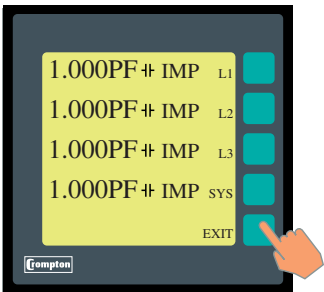 1.000PF ⊣⊢ IMP L1
1.000PF ⊣⊢ IMP L2
1.000PF ⊣⊢ IMP L3
1.000PF ⊣⊢ IMP SYS
EXIT
Crompton